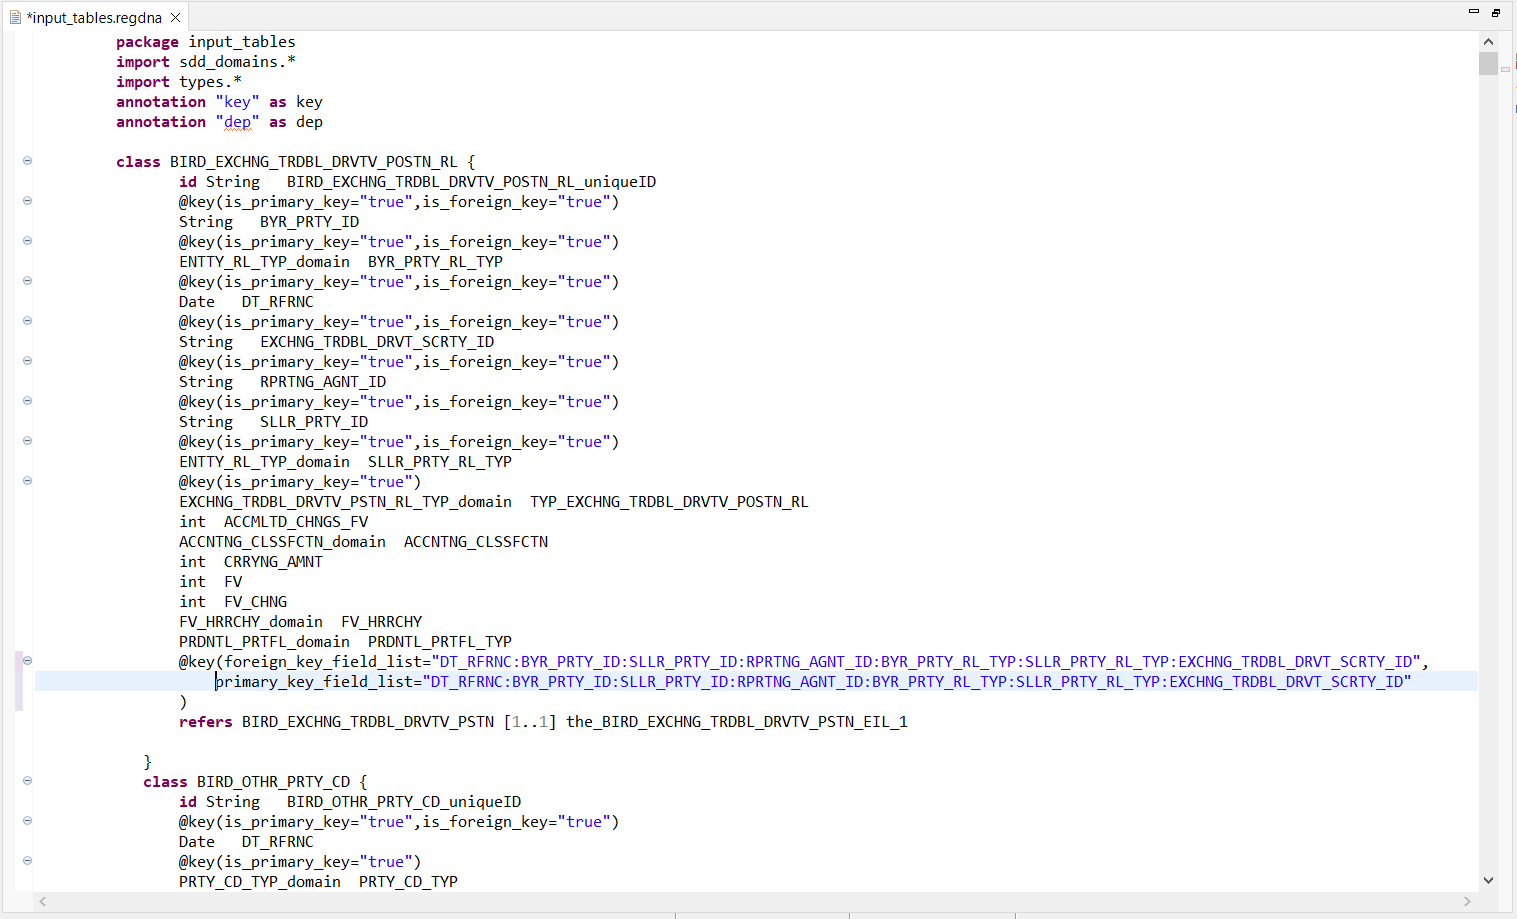 *input_tables.regdna
package input_tables
import sdd_domains.*
import types.*
annotation "key" as key
annotation "dep" as dep
class BIRD_EXCHNG_TRDBL_DRVTV_POSTN_RL {
id String BIRD_EXCHNG_TRDBL_DRVTV_POSTN_RL_uniqueID
@key(is_primary_key="true",is_foreign_key="true")
String BYR_PRTY_ID
@key(is_primary_key="true",is_foreign_key="true")
ENTTY_RL_TYP_domain BYR_PRTY_RL_TYP
@key(is_primary_key="true",is_foreign_key="true")
Date DT_RFRNC
@key(is_primary_key="true",is_foreign_key="true")
String EXCHNG_TRDBL_DRVT_SCRTY_ID
@key(is_primary_key="true",is_foreign_key="true")
String RPRTNG_AGNT_ID
@key(is_primary_key="true",is_foreign_key="true")
String SLLR_PRTY_ID
@key(is_primary_key="true",is_foreign_key="true")
ENTTY_RL_TYP_domain SLLR_PRTY_RL_TYP
@key(is_primary_key="true")
EXCHNG_TRDBL_DRVTV_PSTN_RL_TYP_domain TYP_EXCHNG_TRDBL_DRVTV_POSTN_RL
int ACCMLTD_CHNGS_FV
ACCNTNG_CLSSFCTN_domain ACCNTNG_CLSSFCTN
int CRRYNG_AMNT
int FV
int FV_CHNG
FV_HRRCHY_domain FV_HRRCHY
PRDNTL_PRTFL_domain PRDNTL_PRTFL_TYP
@key(foreign_key_field_list="DT_RFRNC:BYR_PRTY_ID:SLLR_PRTY_ID:RPRTNG_AGNT_ID:BYR_PRTY_RL_TYP:SLLR_PRTY_RL_TYP:EXCHNG_TRDBL_DRVT_SCRTY_ID",
primary_key_field_list="DT_RFRNC:BYR_PRTY_ID:SLLR_PRTY_ID:RPRTNG_AGNT_ID:BYR_PRTY_RL_TYP:SLLR_PRTY_RL_TYP:EXCHNG_TRDBL_DRVT_SCRTY_ID"
)
refers BIRD_EXCHNG_TRDBL_DRVTV_PSTN [1..1] the_BIRD_EXCHNG_TRDBL_DRVTV_PSTN_EIL_1
}
class BIRD_OTHR_PRTY_CD {
id String BIRD_OTHR_PRTY_CD_uniqueID
@key(is_primary_key="true",is_foreign_key="true")
Date DT_RFRNC
@key(is_primary_key="true")
PRTY_CD_TYP_domain PRTY_CD_TYP